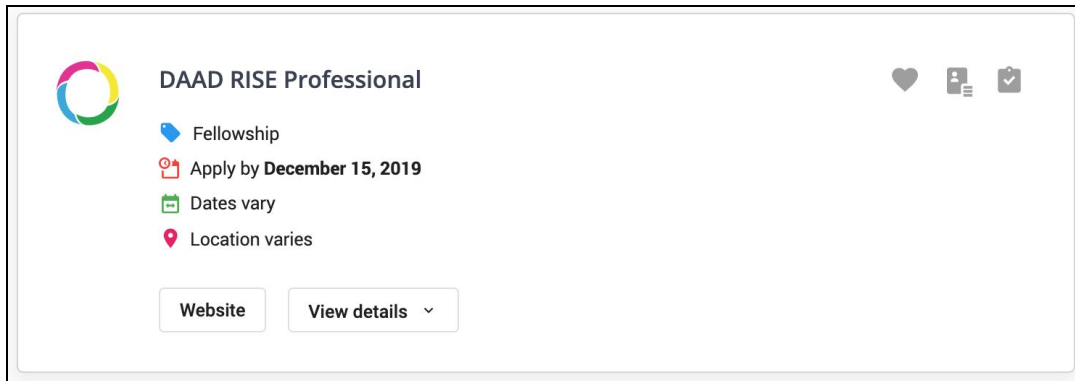 DAAD RISE Professional
Fellowship
Apply by December 15, 2019
Dates vary
Location varies
Website
View details